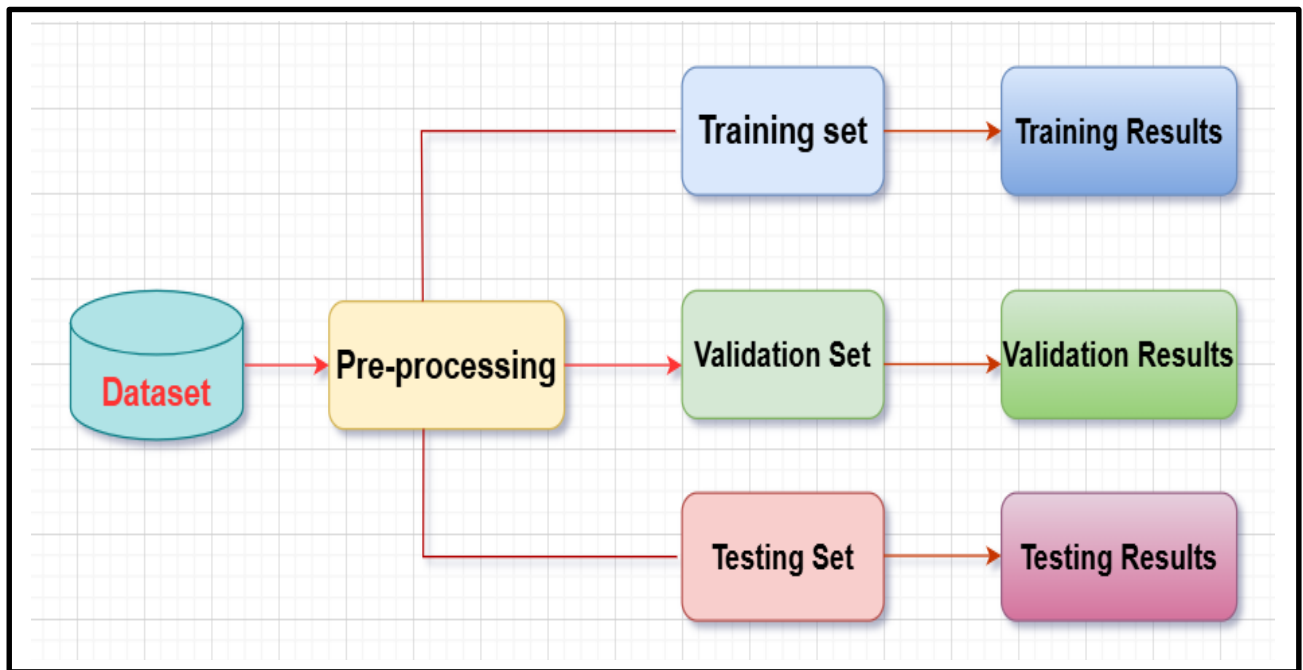 Training set
Training Results
Dataset
Pre-processing
Validation Set
Validation Results
Testing Set
Testing Results